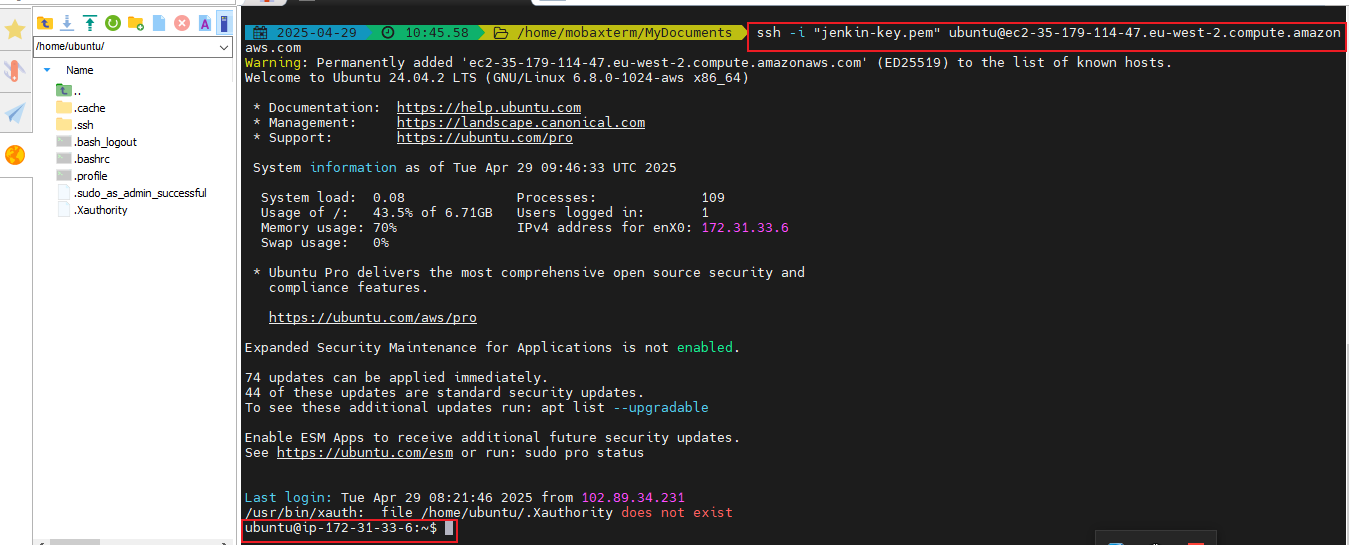 /home/ubuntu/
Name
..
.cache
.ssh
.bash_logout
.bashrc
.profile
.sudo_as_admin_successful
.Xauthority
2025-04-29 10:45.58 /home/mobaxterm/MyDocuments ssh -i "jenkin-key.pem" ubuntu@ec2-35-179-114-47.eu-west-2.compute.amazon
aws.com
Warning: Permanently added 'ec2-35-179-114-47.eu-west-2.compute.amazonaws.com' (ED25519) to the list of known hosts.
Welcome to Ubuntu 24.04.2 LTS (GNU/Linux 6.8.0-1024-aws x86_64)
* Documentation: https://help.ubuntu.com
* Management: https://landscape.canonical.com
* Support: https://ubuntu.com/pro
System information as of Tue Apr 29 09:46:33 UTC 2025
System load: 0.08 Processes: 109
Usage of /: 43.5% of 6.71GB Users logged in: 1
Memory usage: 70% IPv4 address for enX0: 172.31.33.6
Swap usage: 0%
* Ubuntu Pro delivers the most comprehensive open source security and
compliance features.
https://ubuntu.com/aws/pro
Expanded Security Maintenance for Applications is not enabled.
74 updates can be applied immediately.
44 of these updates are standard security updates.
To see these additional updates run: apt list --upgradable
Enable ESM Apps to receive additional future security updates.
See https://ubuntu.com/esm or run: sudo pro status
Last login: Tue Apr 29 08:21:46 2025 from 102.89.34.231
/usr/bin/xauth: file /home/ubuntu/.Xauthority does not exist
ubuntu@ip-172-31-33-6:~$